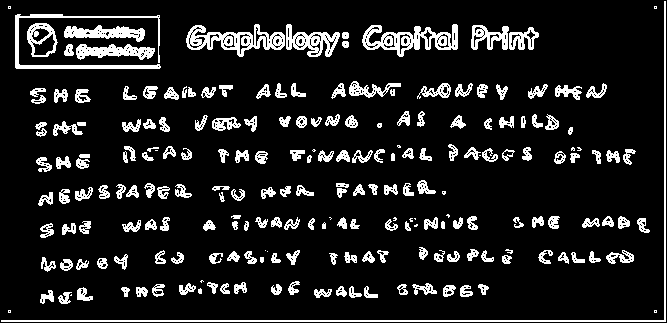 Handwriting
& Graphology
Graphology: Capital Print
SHE LEARNT ALL ABOUT MONEY WHEN
SHE WAS VERY YOUNG. AS A CHILD,
SHE READ THE FINANCIAL PAGES OF THE
NEWSPAPER TO HER FATHER.
SHE WAS A FINANCIAL GENIUS SHE MADE
MONEY SO EASILY THAT PEOPLE CALLED
HER THE WITCH OF WALL STREET